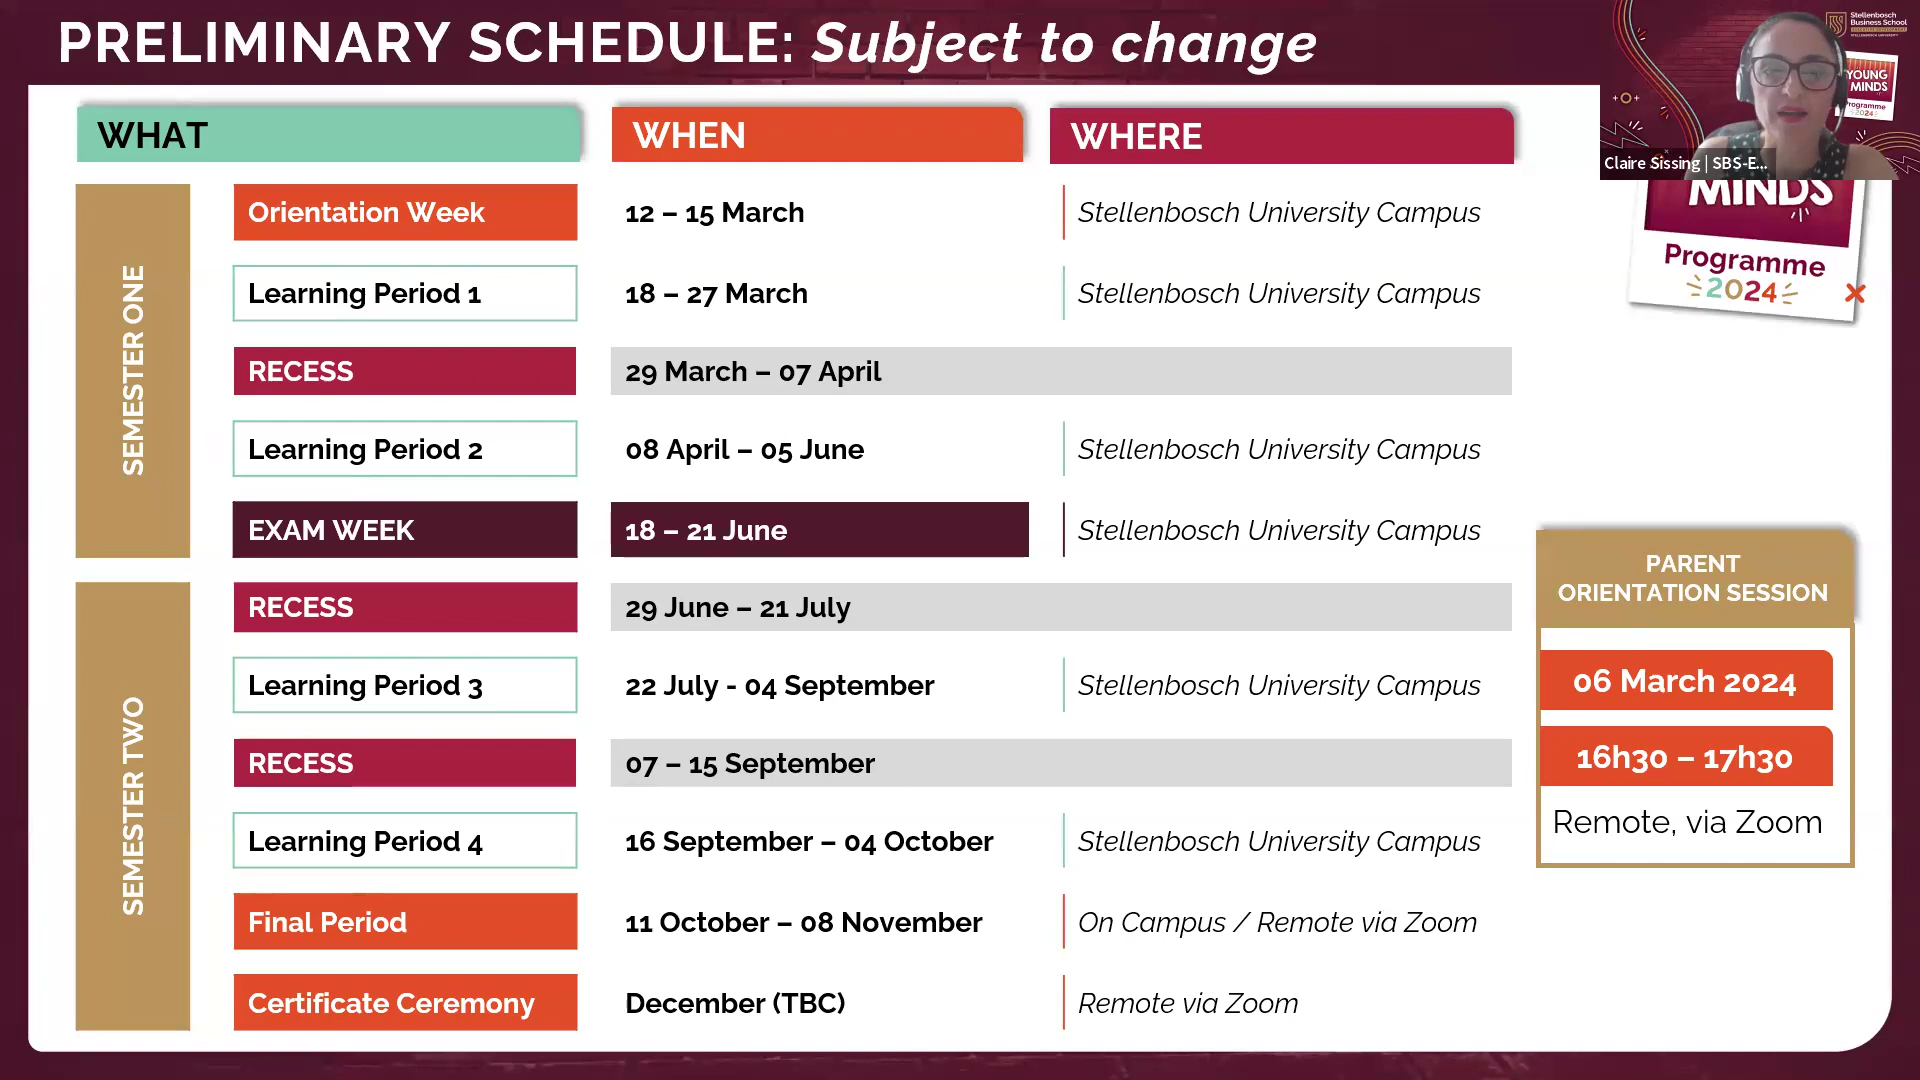 PRELIMINARY SCHEDULE: Subject to change
Stellenbosch
Business School
YOUNG
MINDS
Programme
2024
Claire Sissing | SBS-E...
MINDS
Programme
2024
WHAT
WHEN
WHERE
SEMESTER ONE
Orientation Week
12 – 15 March
Stellenbosch University Campus
Learning Period 1
18 – 27 March
Stellenbosch University Campus
RECESS
29 March – 07 April
Learning Period 2
08 April – 05 June
Stellenbosch University Campus
EXAM WEEK
18 – 21 June
Stellenbosch University Campus
SEMESTER TWO
RECESS
29 June – 21 July
Learning Period 3
22 July - 04 September
Stellenbosch University Campus
RECESS
07 – 15 September
Learning Period 4
16 September – 04 October
Stellenbosch University Campus
Final Period
11 October – 08 November
On Campus / Remote via Zoom
Certificate Ceremony
December (TBC)
Remote via Zoom
PARENT
ORIENTATION SESSION
06 March 2024
16h30 – 17h30
Remote, via Zoom